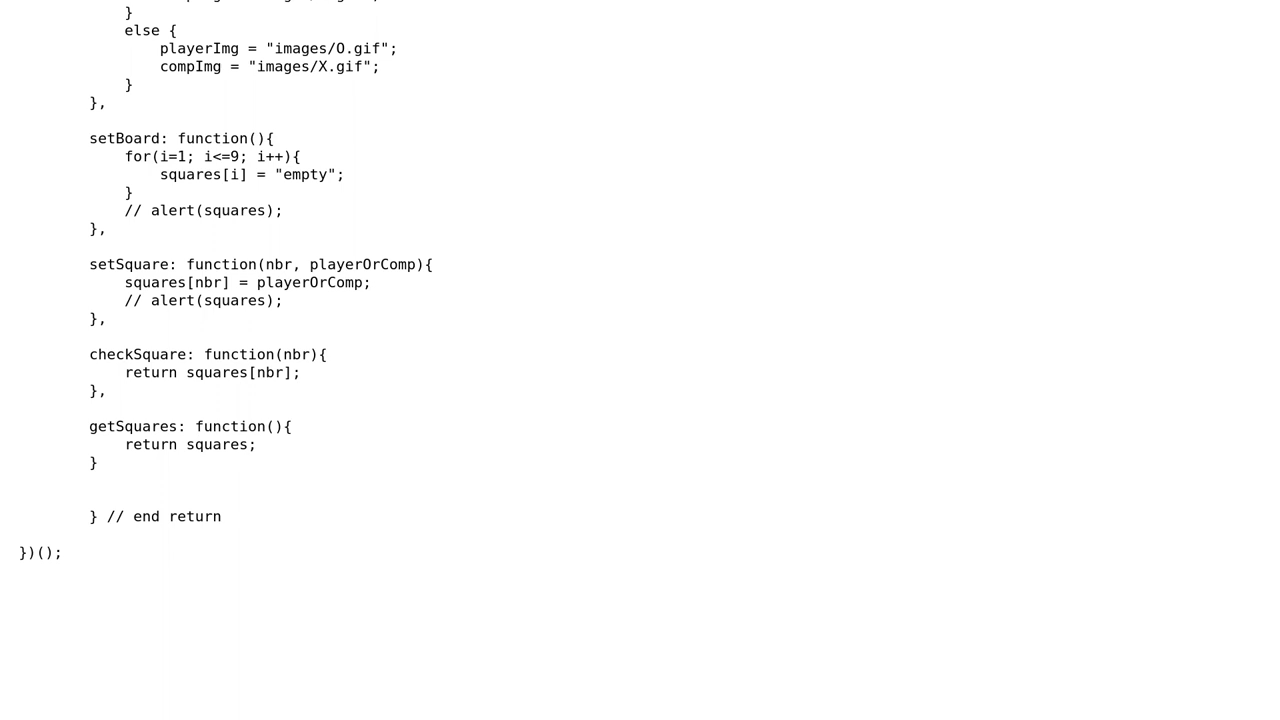 }
else {
playerImg = "images/O.gif";
compImg = "images/X.gif";
}
},
setBoard: function(){
for(i=1; i<=9; i++){
squares[i] = "empty";
}
// alert(squares);
},
setSquare: function(nbr, playerOrComp){
squares[nbr] = playerOrComp;
// alert(squares);
},
checkSquare: function(nbr){
return squares[nbr];
},
getSquares: function(){
return squares;
}
} // end return
})();